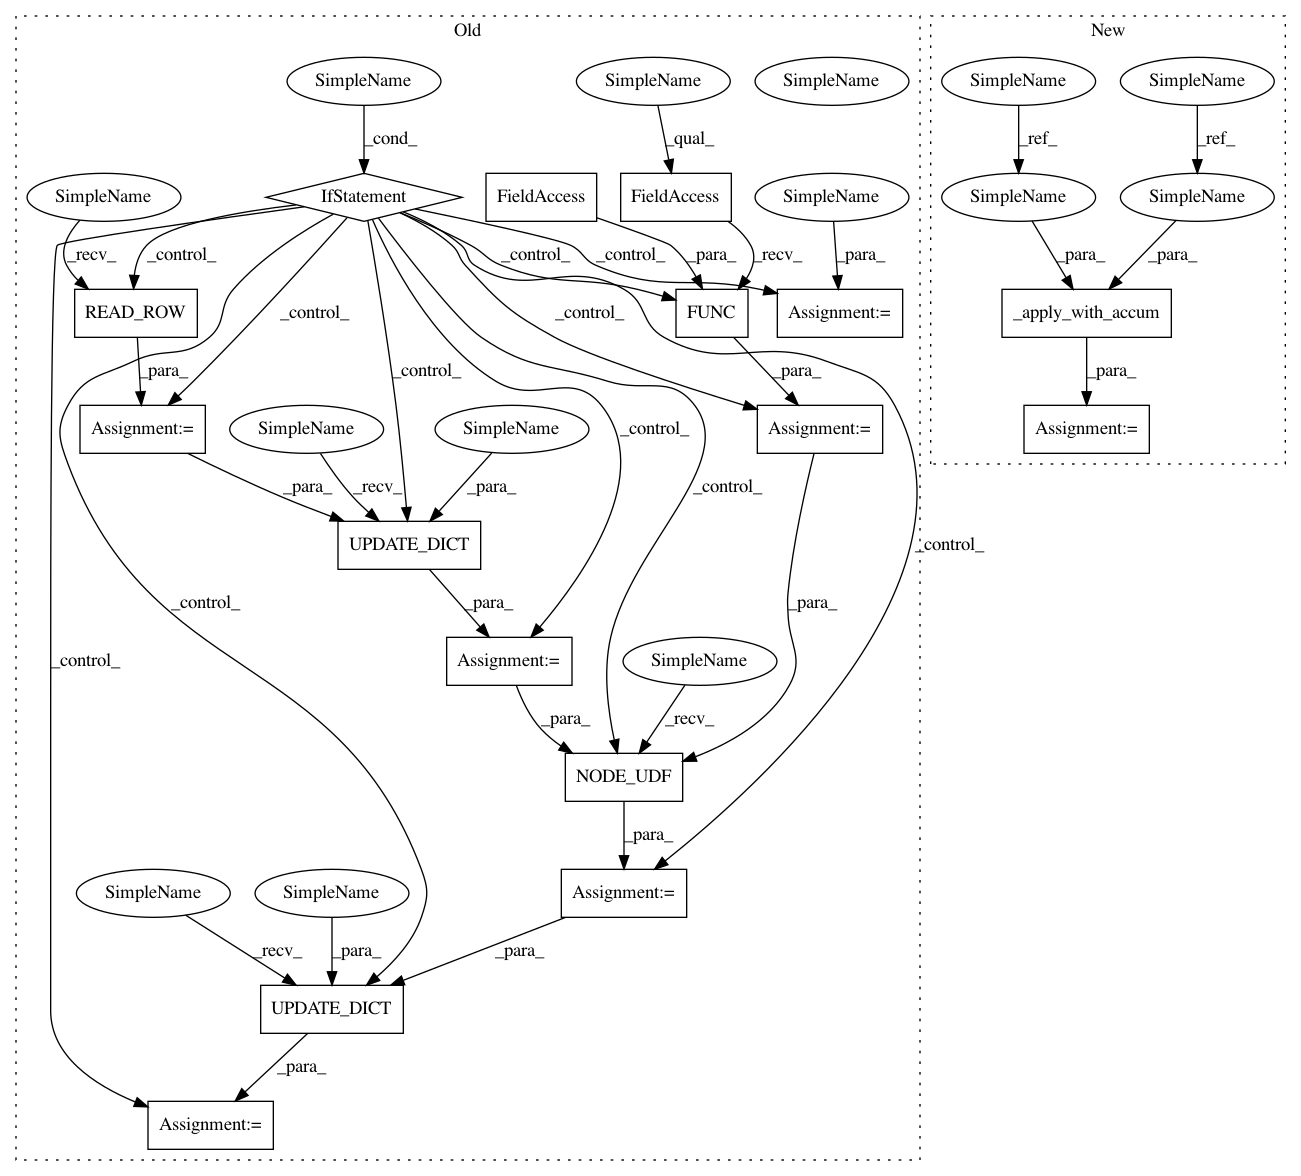 Old
New
SimpleName
SimpleName
SimpleName
SimpleName
SimpleName
_cond_
_qual_
_ref_
_ref_
SimpleName
IfStatement
FieldAccess
FieldAccess
SimpleName
SimpleName
SimpleName
_recv_
_control_
_control_
_control_
_para_
_recv_
_para_
_para_
_para_
READ_ROW
_control_
_control_
FUNC
Assignment:=
_apply_with_accum
_para_
_control_
_para_
_para_
Assignment:=
SimpleName
SimpleName
_control_
Assignment:=
Assignment:=
_para_
_recv_
_para_
_control_
UPDATE_DICT
_control_
_control_
_para_
_para_
_control_
Assignment:=
SimpleName
_para_
_recv_
NODE_UDF
_para_
SimpleName
SimpleName
Assignment:=
_recv_
_para_
_para_
UPDATE_DICT
_para_
Assignment:=